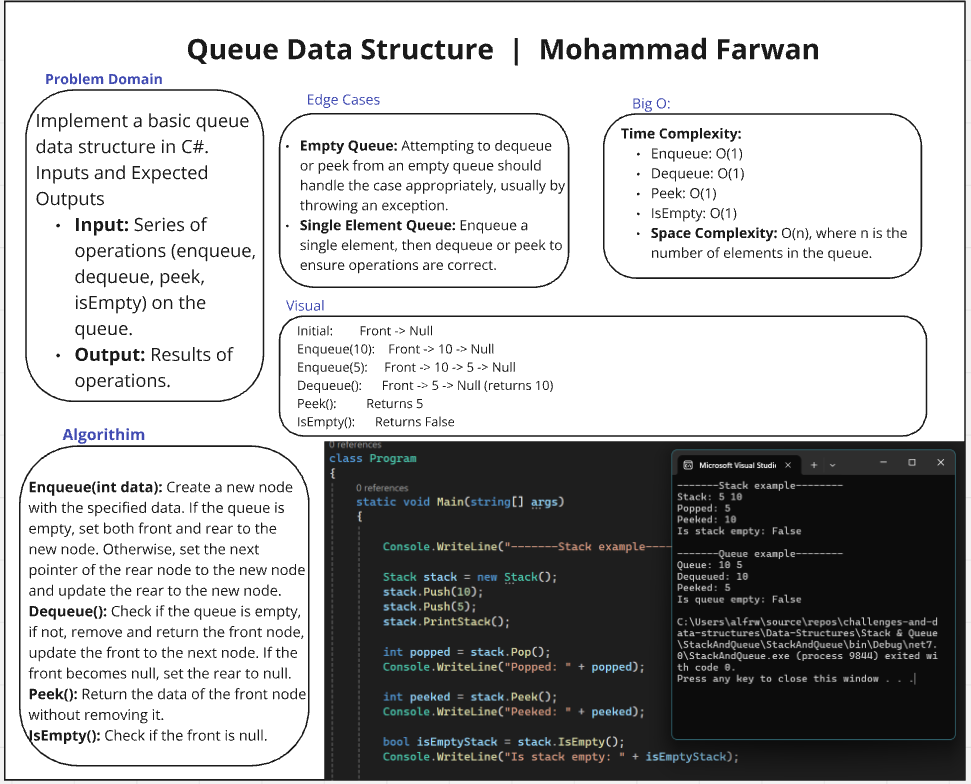 Queue Data Structure | Mohammad Farwan
Problem Domain
Implement a basic queue
data structure in C#.
Inputs and Expected
Outputs
• Input: Series of
operations (enqueue,
dequeue, peek,
isEmpty) on the
queue.
• Output: Results of
operations.
Edge Cases
• Empty Queue: Attempting to dequeue
or peek from an empty queue should
handle the case appropriately, usually by
throwing an exception.
• Single Element Queue: Enqueue a
single element, then dequeue or peek to
ensure operations are correct.
Big O:
Time Complexity:
• Enqueue: O(1)
• Dequeue: O(1)
• Peek: O(1)
• IsEmpty: O(1)
• Space Complexity: O(n), where n is the
number of elements in the queue.
Visual
Initial: Front -> Null
Enqueue(10): Front -> 10 -> Null
Enqueue(5): Front -> 10 -> 5 -> Null
Dequeue(): Front -> 5 -> Null (returns 10)
Peek(): Returns 5
IsEmpty(): Returns False
Algorithim
Enqueue(int data): Create a new node
with the specified data. If the queue is
empty, set both front and rear to the
new node. Otherwise, set the next
pointer of the rear node to the new node
and update the rear to the new node.
Dequeue(): Check if the queue is empty,
if not, remove and return the front node,
update the front to the next node. If the
front becomes null, set the rear to null.
Peek(): Return the data of the front node
without removing it.
IsEmpty(): Check if the front is null.
0 references
class Program
{
0 references
static void Main(string[] args)
{
Console.WriteLine("-------Stack example----
Stack stack = new Stack();
stack.Push(10);
stack.Push(5);
stack.PrintStack();
int popped = stack.Pop();
Console.WriteLine("Popped: " + popped);
int peeked = stack.Peek();
Console.WriteLine("Peeked: " + peeked);
bool isEmptyStack = stack.IsEmpty();
Console.WriteLine("Is stack empty: " + isEmptyStack);
Microsoft Visual Studi
-------Stack example--------
Stack: 5 10
Popped: 5
Peeked: 10
Is stack empty: False
-------Queue example--------
Queue: 10 5
Dequeued: 10
Peeked: 5
Is queue empty: False
C:\Users\alfrw\source\repos\challenges-and-d
ata-structures\Data-Structures\Stack & Queue
\StackAndQueue\StackAndQueue\bin\Debug\net7.
0\StackAndQueue.exe (process 9844) exited wi
th code 0.
Press any key to close this window . . .